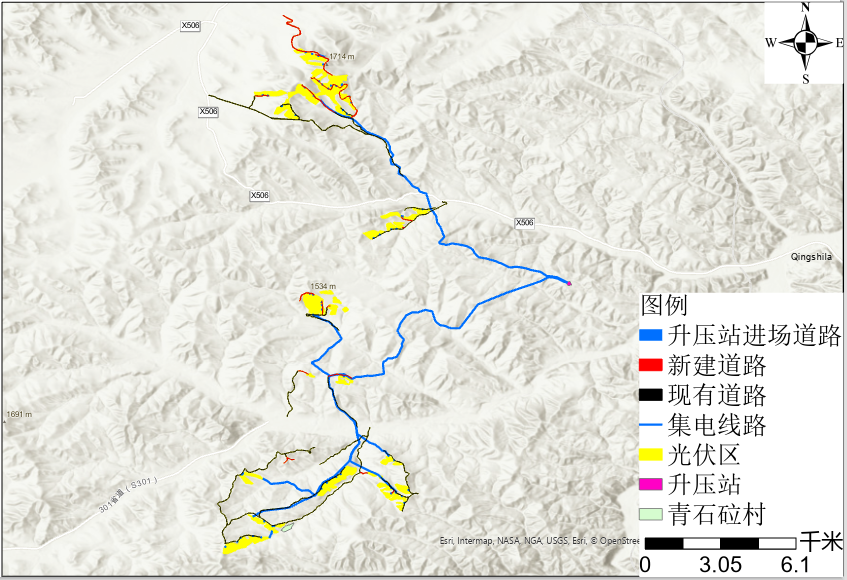 N
X506
W E
1714 m
S
X506
X506
X506
Qingshila
1534 m
图例
升压站进场道路
新建道路
现有道路
1691 m
集电线路
光伏区
301省道（S301）
升压站
青石砬村
Esri, Intermap, NASA, NGA, USGS, Esri, © OpenStre
千米
0 3.05 6.1